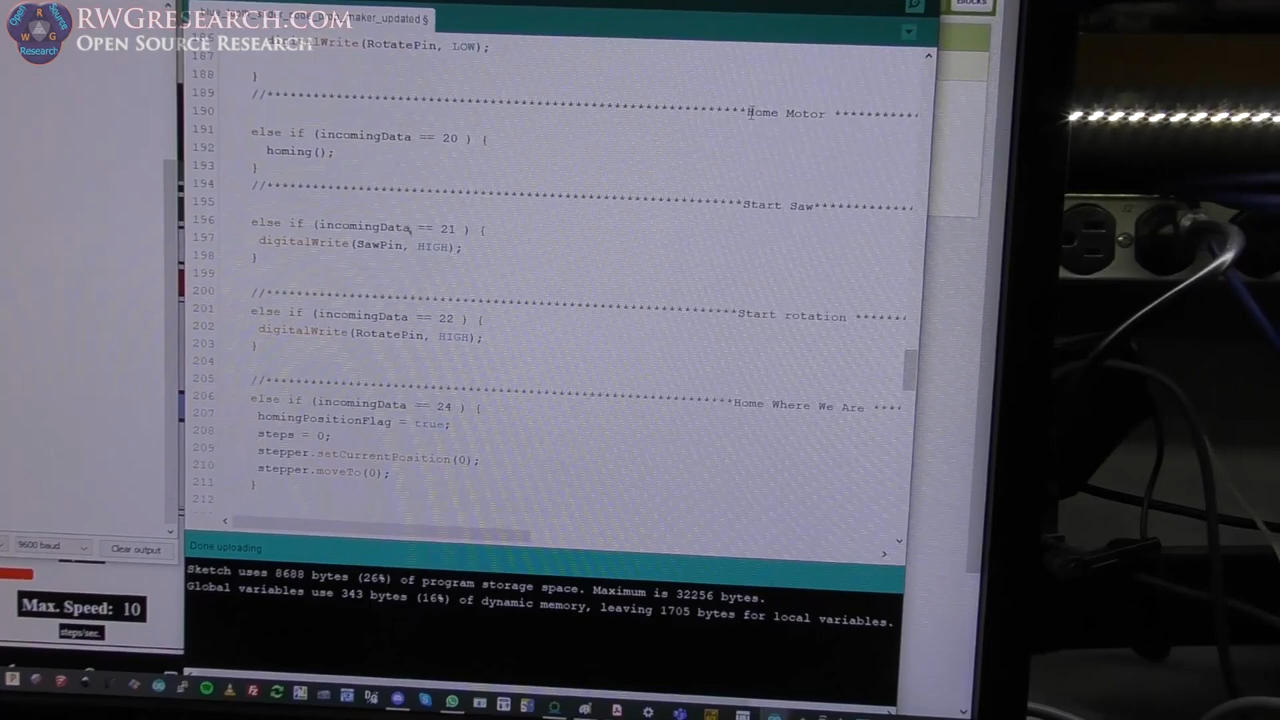 RWGRESEARCH.COM
OPEN SOURCE RESEARCH
Open Source
R W G
Research
maker_updated §
Blocks
187 digitalWrite(RotatePin, LOW);
188 }
189 //****************************************************************Home Motor ***********
190
191 else if (incomingData == 20 ) {
192 homing();
193 }
194 //****************************************************************Start Saw*************
195
196 else if (incomingData == 21 ) {
197 digitalWrite(SawPin, HIGH);
198 }
199
200 //****************************************************************Start rotation ********
201 else if (incomingData == 22 ) {
202 digitalWrite(RotatePin, HIGH);
203 }
204
205 //****************************************************************Home Where We Are ****
206 else if (incomingData == 24 ) {
207 homingPositionFlag = true;
208 steps = 0;
209 stepper.setCurrentPosition(0);
210 stepper.moveTo(0);
211 }
212
9600 baud
Clear output
Done uploading
Sketch uses 8688 bytes (26%) of program storage space. Maximum is 32256 bytes.
Global variables use 343 bytes (16%) of dynamic memory, leaving 1705 bytes for local variables.
Max. Speed: 10
steps/sec.